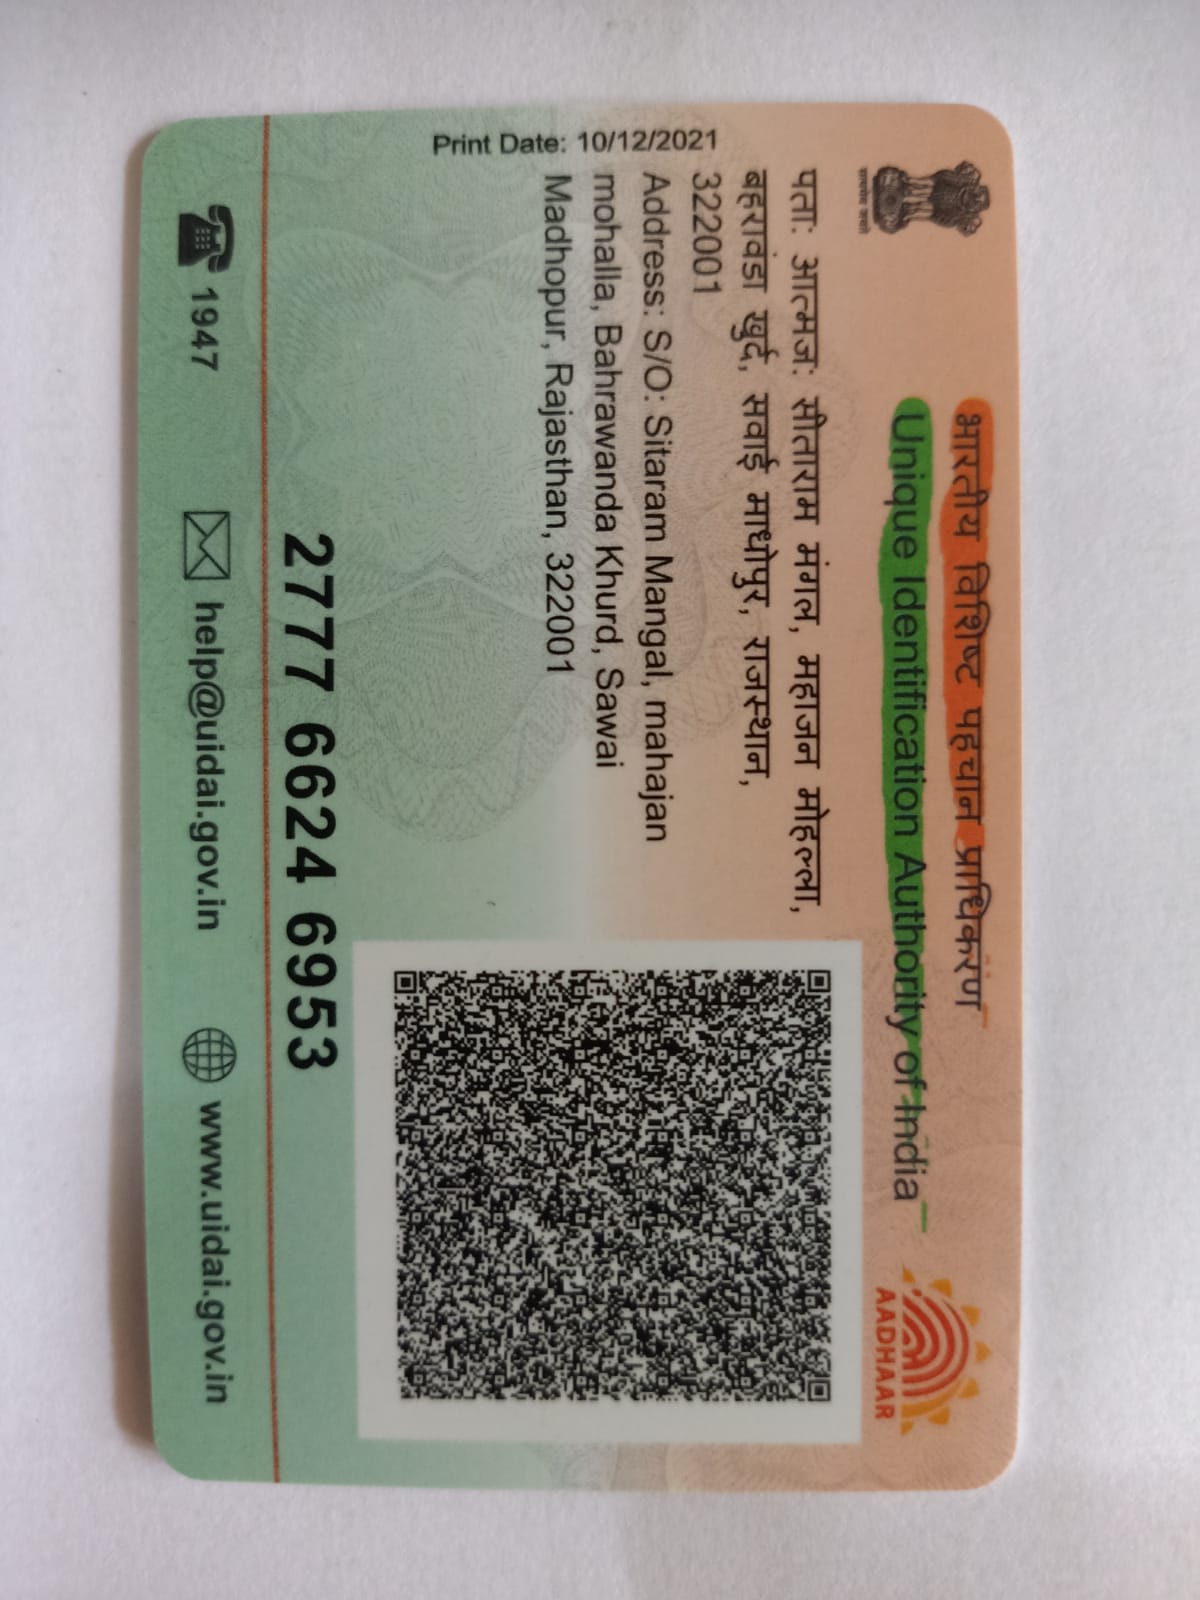 भारतीय विशिष्ट पहचान प्राधिकरण
Unique Identification Authority of India
AADHAAR
सत्यमेव जयते
पता: आत्मज: सीताराम मंगल, महाजन मोहल्ला,
बहरावंडा खुर्द, सवाई माधोपुर, राजस्थान,
322001
Address: S/O: Sitaram Mangal, mahajan
mohalla, Bahrawanda Khurd, Sawai
Madhopur, Rajasthan, 322001
Print Date: 10/12/2021
2777 6624 6953
1947
help@uidai.gov.in
www.uidai.gov.in